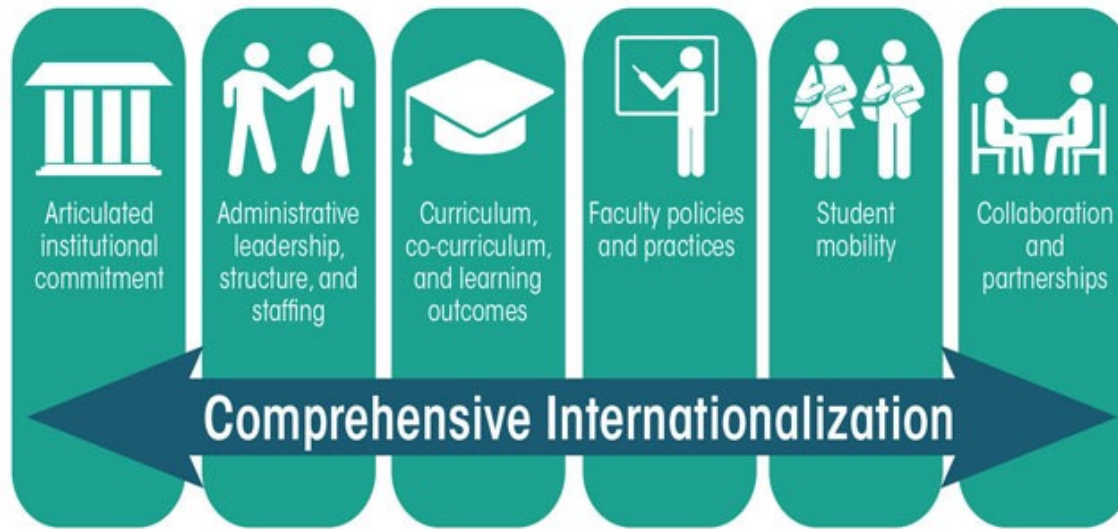 Articulated
institutional
commitment
Administrative
leadership,
structure, and
staffing
Curriculum,
co-curriculum,
and learning
outcomes
Faculty policies
and practices
Student
mobility
Collaboration
and
partnerships
Comprehensive Internationalization